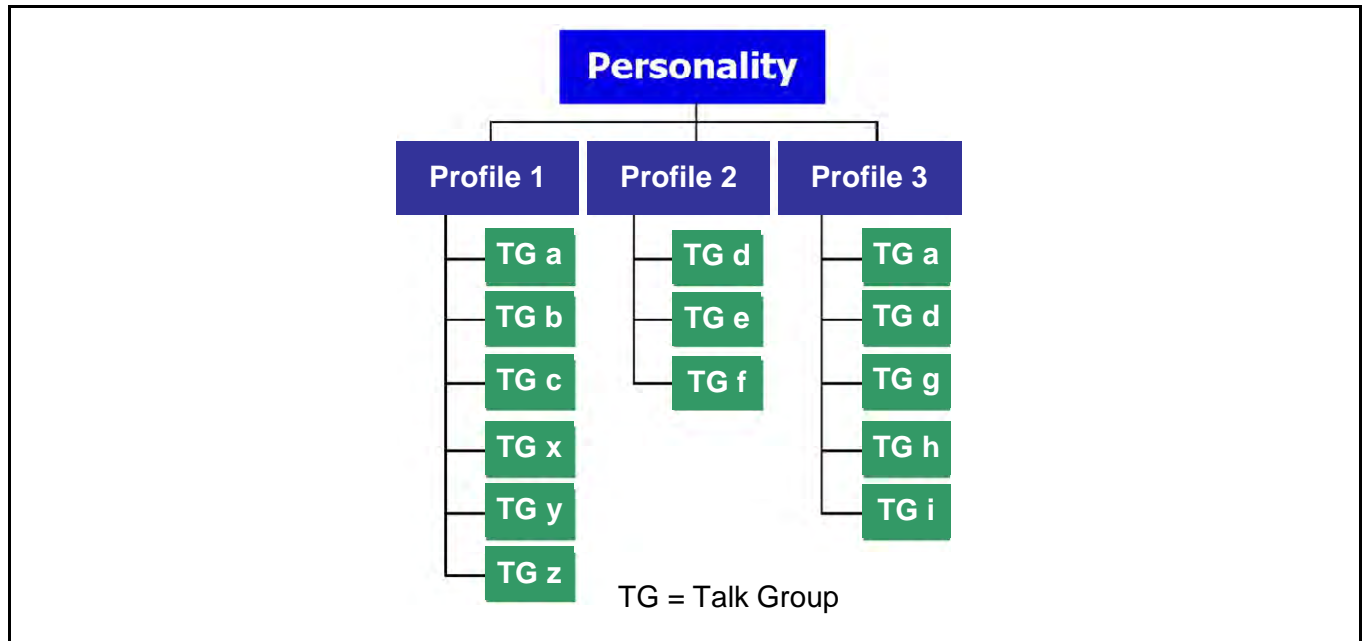 Personality
Profile 1
TG a
TG b
TG c
TG x
TG y
TG z
Profile 2
TG d
TG e
TG f
Profile 3
TG a
TG d
TG g
TG h
TG i
TG = Talk Group